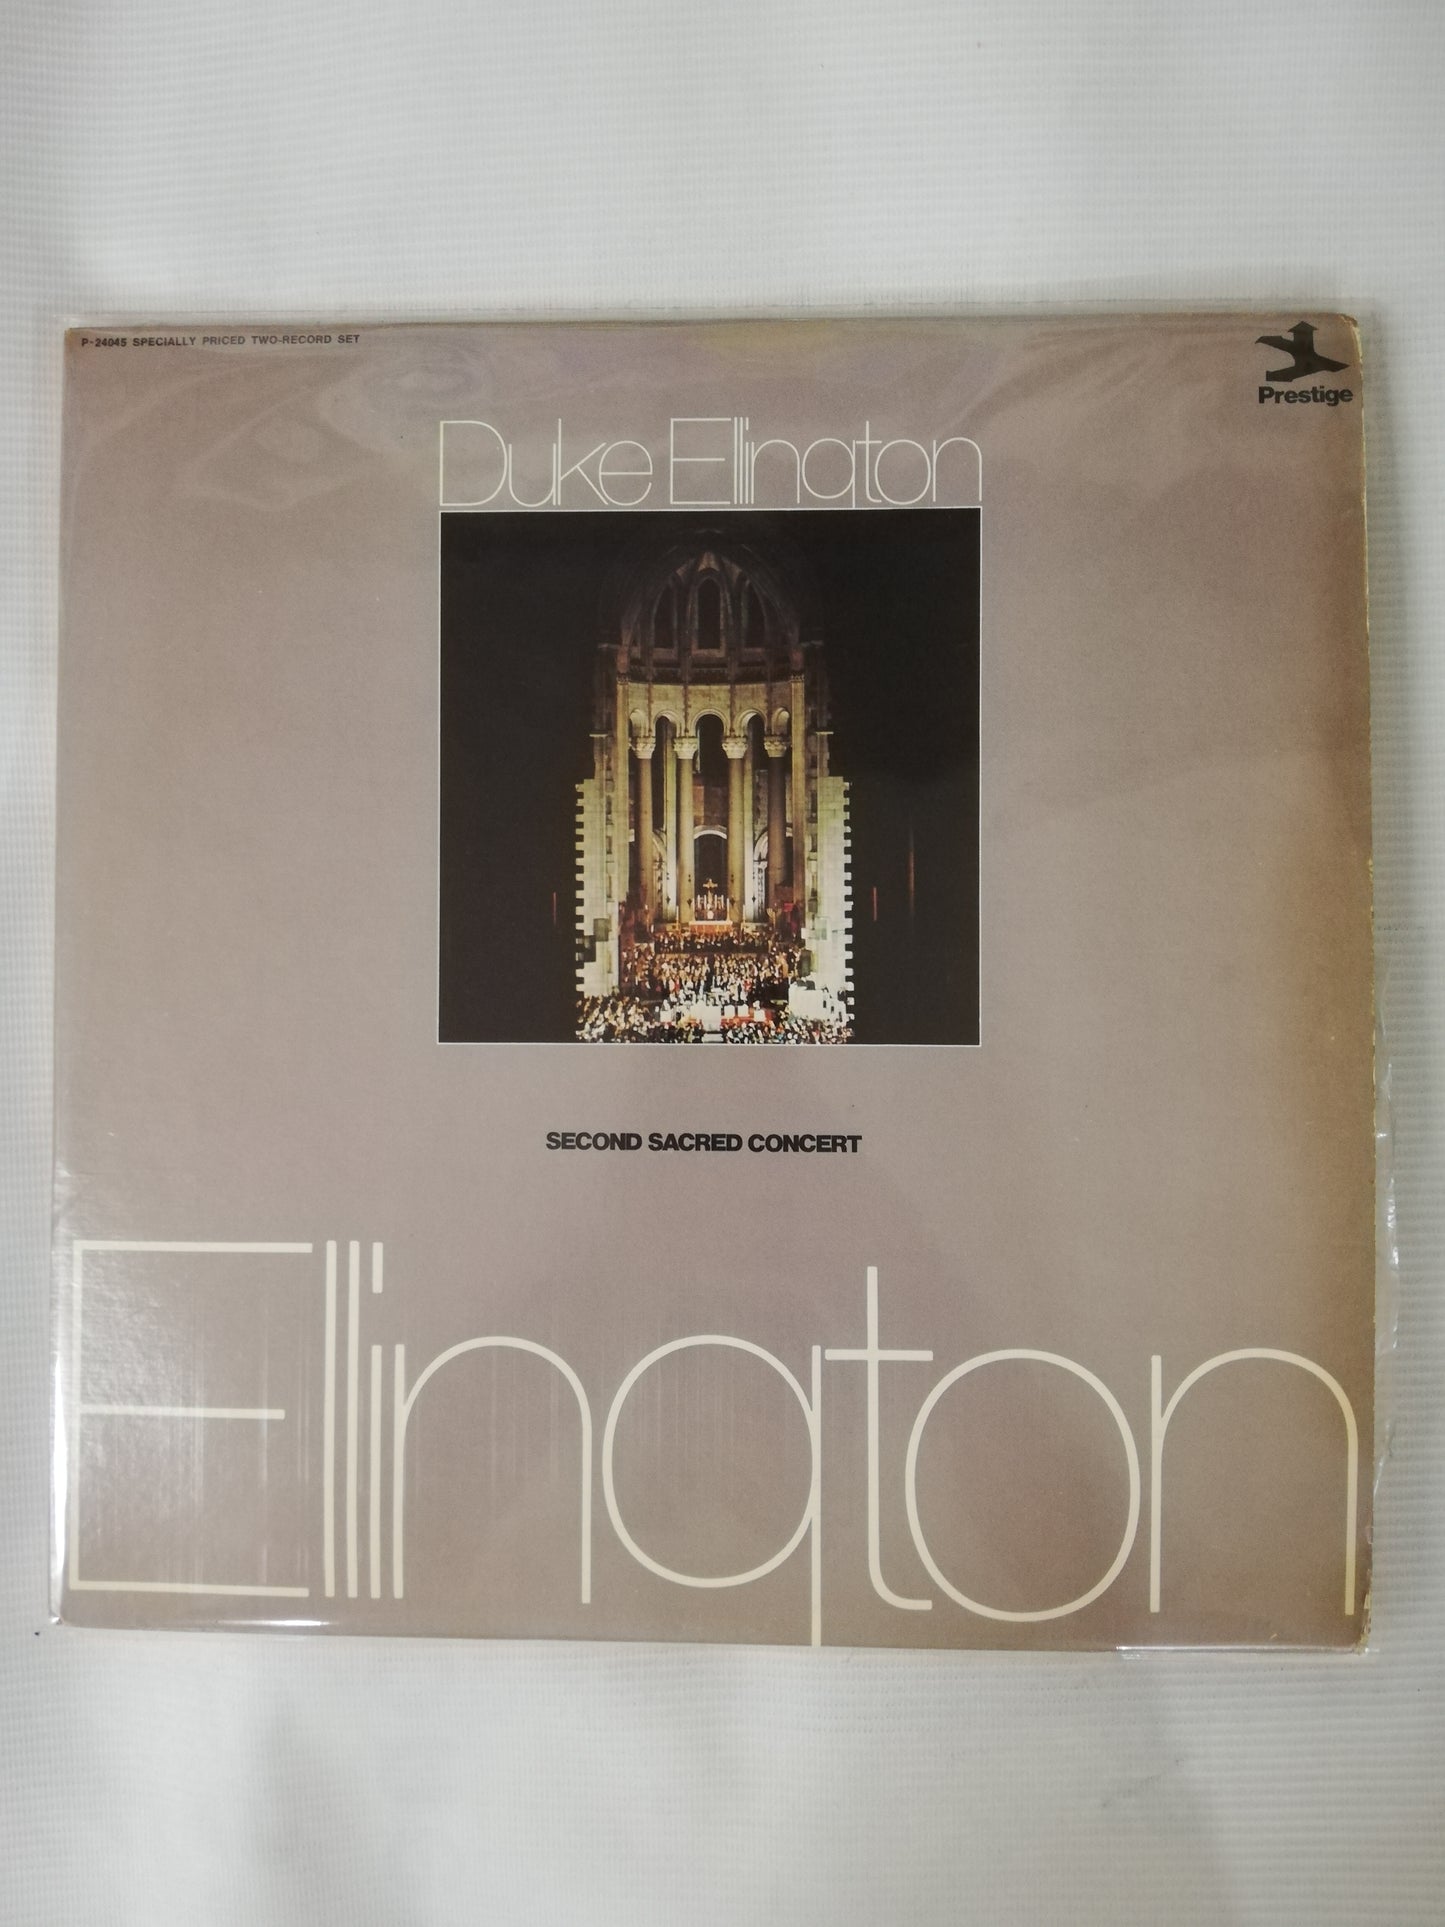 P-24045 SPECIALLY PRICED TWO-RECORD SET
Prestige
Duke Ellington
SECOND SACRED CONCERT
Ellington